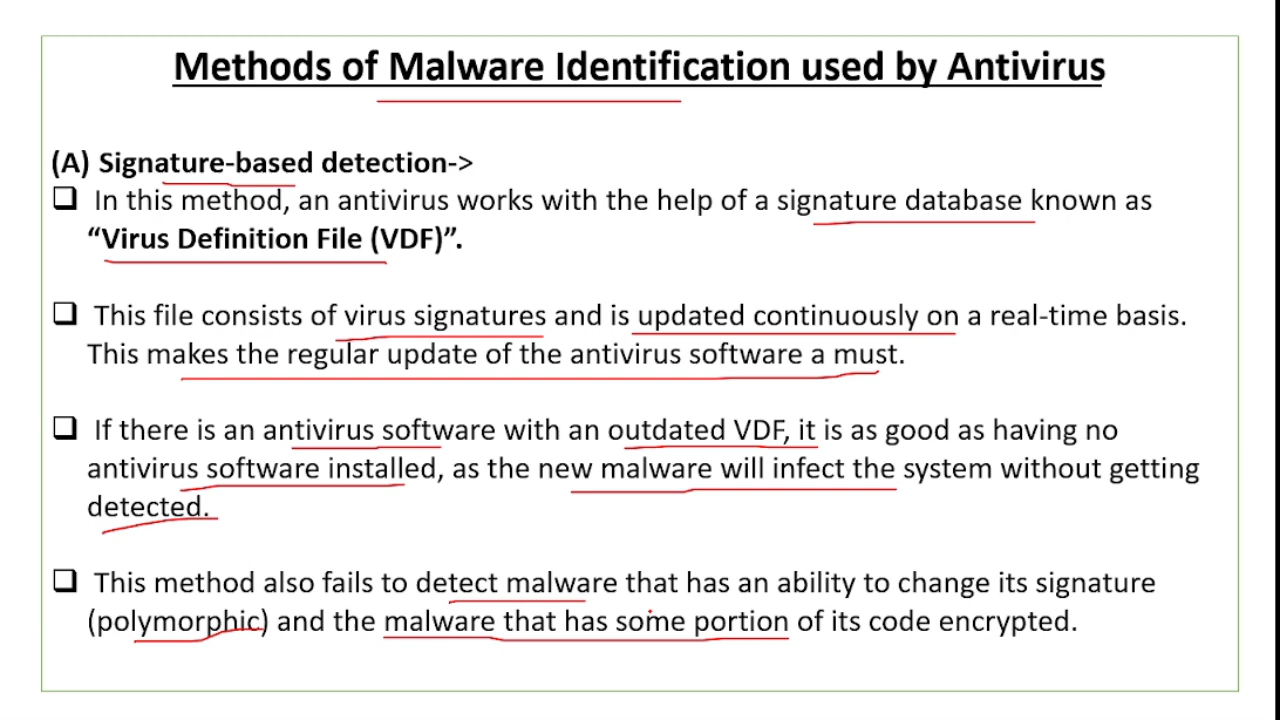 Methods of Malware Identification used by Antivirus
(A) Signature-based detection->
❑ In this method, an antivirus works with the help of a signature database known as
“Virus Definition File (VDF)”.
❑ This file consists of virus signatures and is updated continuously on a real-time basis.
This makes the regular update of the antivirus software a must.
❑ If there is an antivirus software with an outdated VDF, it is as good as having no
antivirus software installed, as the new malware will infect the system without getting
detected.
❑ This method also fails to detect malware that has an ability to change its signature
(polymorphic) and the malware that has some portion of its code encrypted.